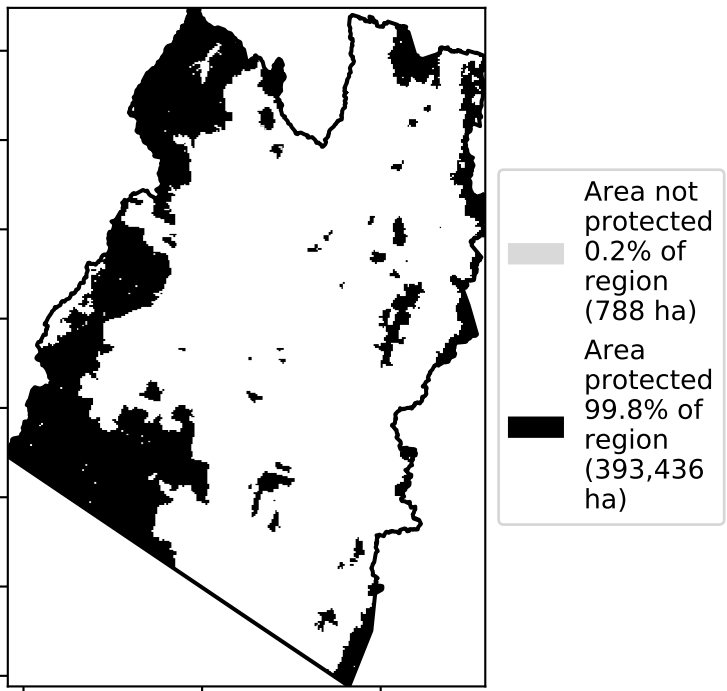 Area not
protected
0.2% of
region
(788 ha)
Area
protected
99.8% of
region
(393,436
ha)